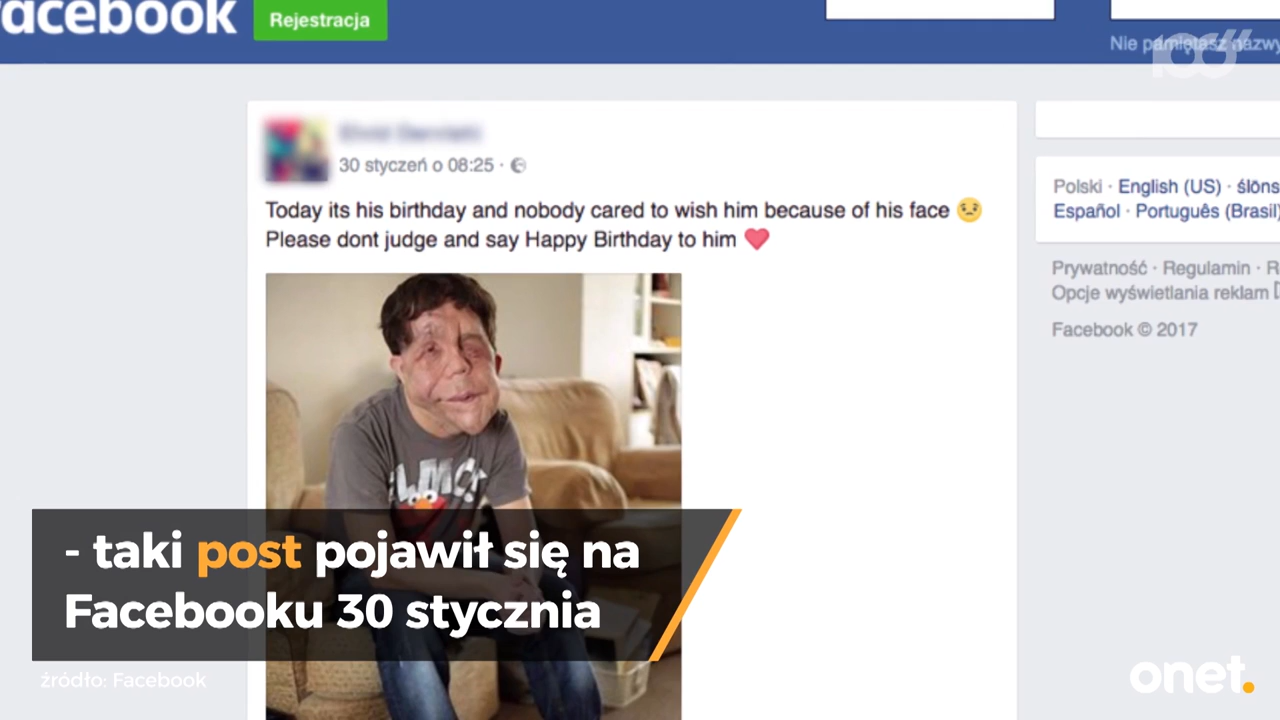 facebook
Rejestracja
Nie pamiętasz nazwy
30 styczeń o 08:25 ·
Today its his birthday and nobody cared to wish him because of his face 😟
Please dont judge and say Happy Birthday to him ❤️
Polski · English (US) ·
Español · Português (Brasil)
Prywatność · Regulamin ·
Opcje wyświetlania reklam
Facebook © 2017
ELMO
- taki post pojawił się na
Facebooku 30 stycznia
źródło: Facebook
onet.